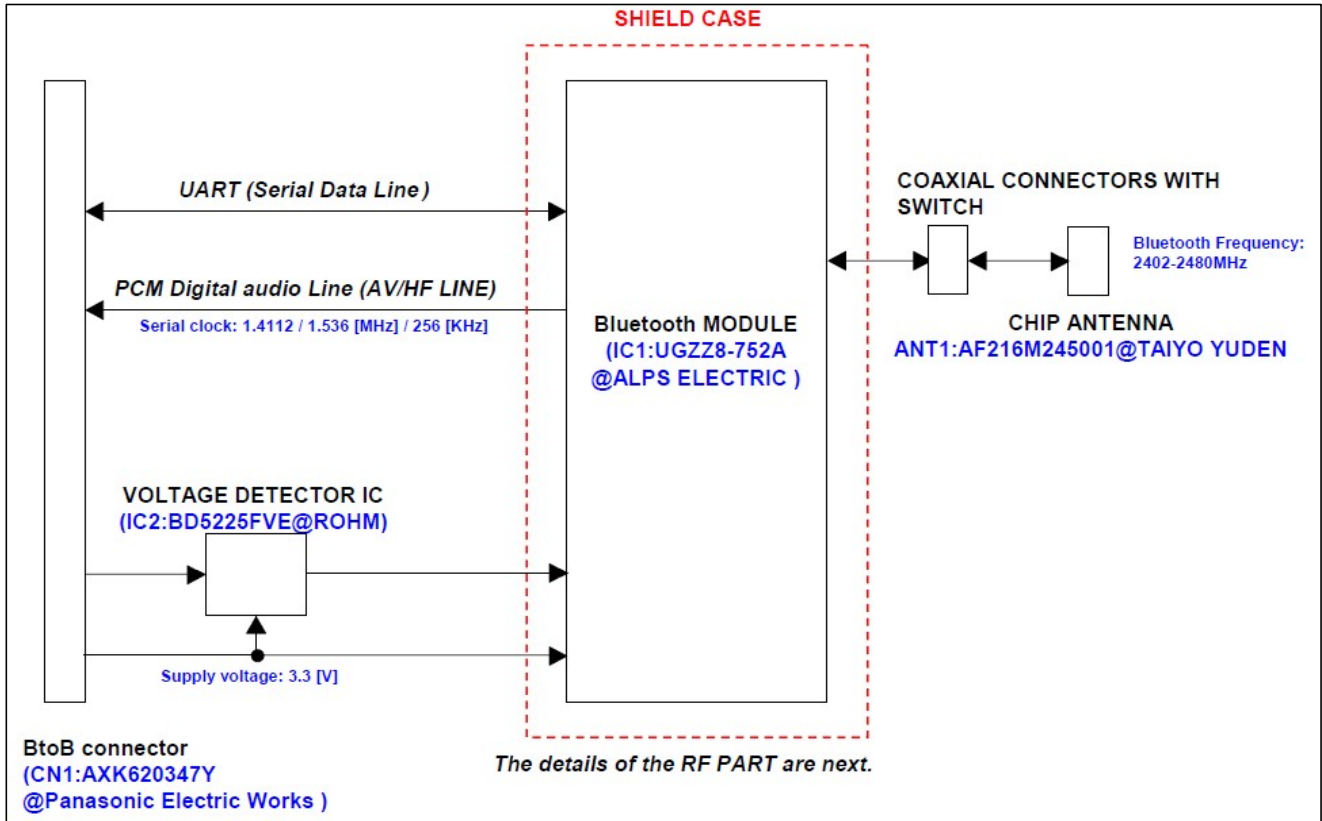 SHIELD CASE
UART (Serial Data Line )
PCM Digital audio Line (AV/HF LINE)
Serial clock: 1.4112 / 1.536 [MHz] / 256 [KHz]
Bluetooth MODULE
(IC1:UGZZ8-752A
@ALPS ELECTRIC )
COAXIAL CONNECTORS WITH
SWITCH
Bluetooth Frequency:
2402-2480MHz
CHIP ANTENNA
ANT1:AF216M245001@TAIYO YUDEN
VOLTAGE DETECTOR IC
(IC2:BD5225FVE@ROHM)
Supply voltage: 3.3 [V]
BtoB connector
(CN1:AXK620347Y
@Panasonic Electric Works )
The details of the RF PART are next.